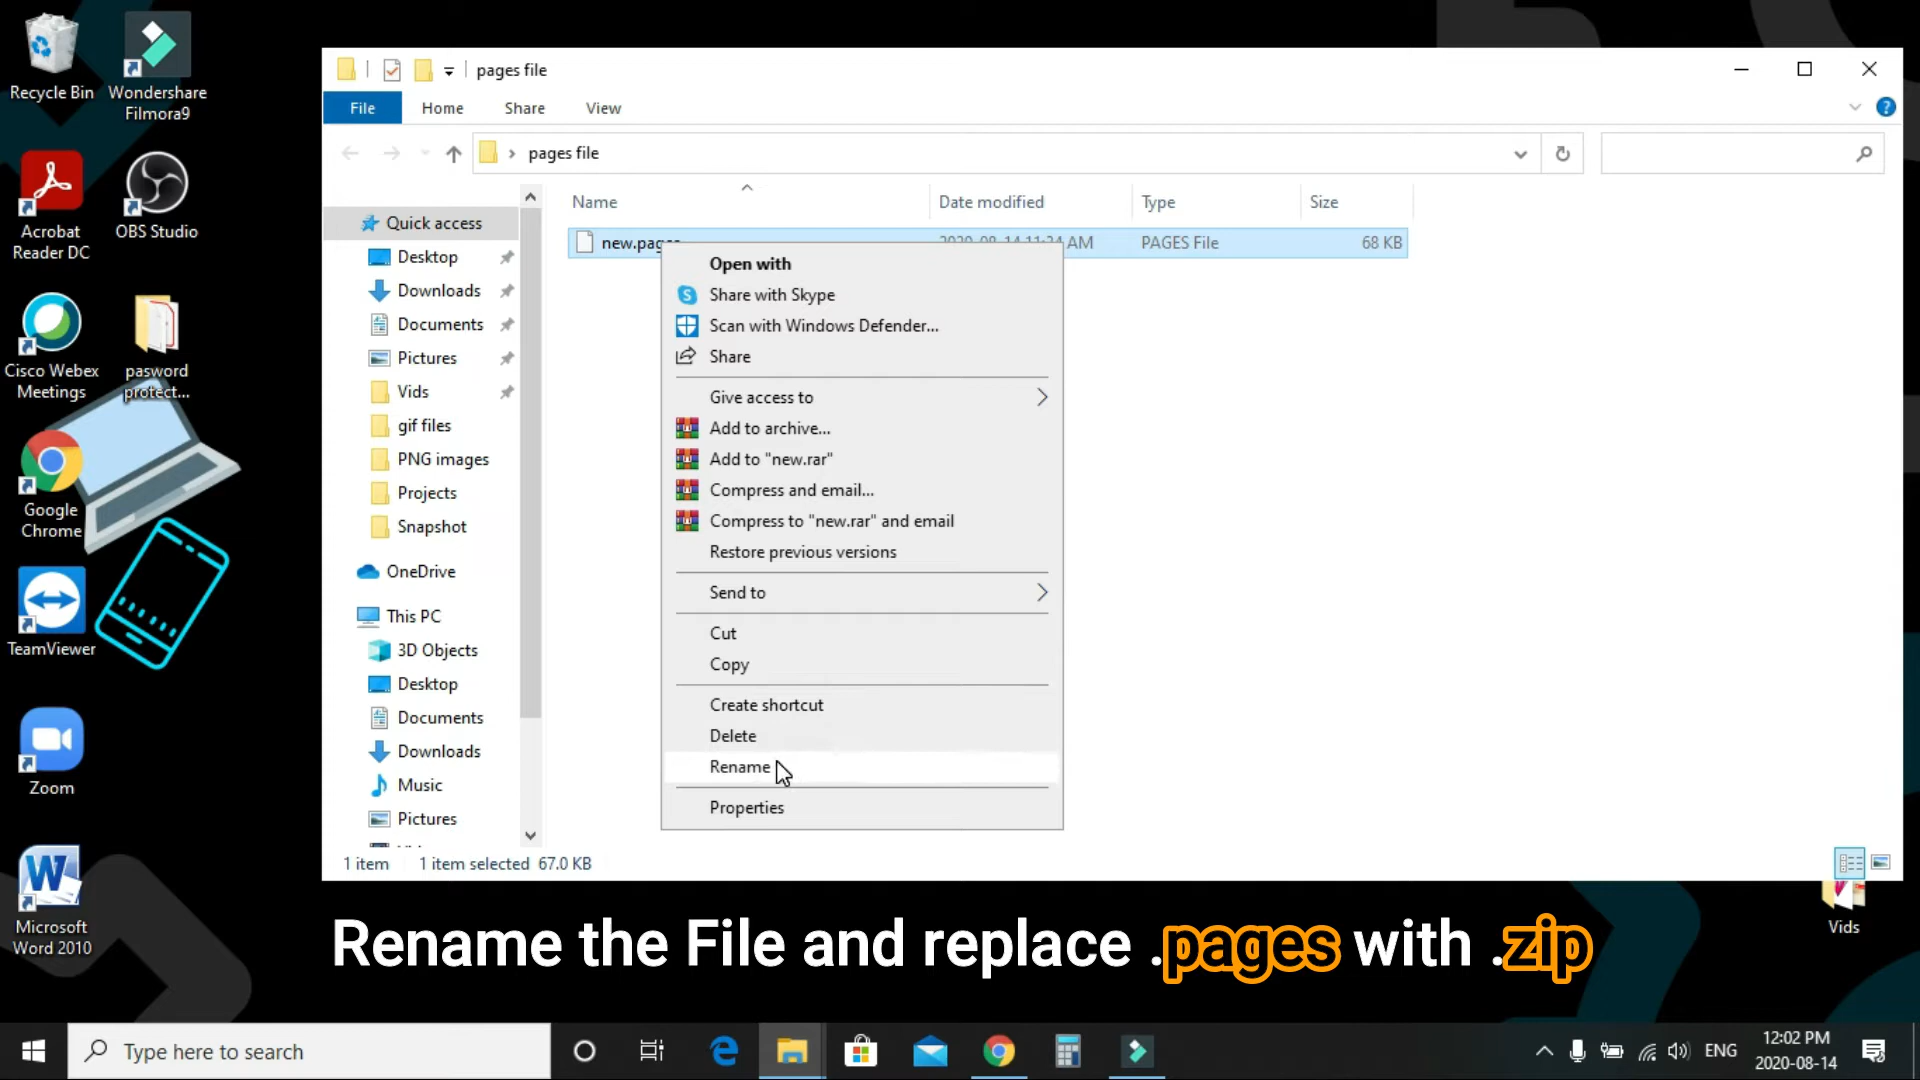 Recycle Bin
Wondershare
Filmora9
Acrobat
Reader DC
OBS Studio
Cisco Webex
Meetings
pasword
protect...
Google
Chrome
TeamViewer
Zoom
Microsoft
Word 2010
pages file
File
Home
Share
View
pages file
Name
Date modified
Type
Size
new.pages
2020-08-14 11:34 AM
PAGES File
68 KB
Quick access
Desktop
Downloads
Documents
Pictures
Vids
gif files
PNG images
Projects
Snapshot
OneDrive
This PC
3D Objects
Desktop
Documents
Downloads
Music
Pictures
Open with
Share with Skype
Scan with Windows Defender...
Share
Give access to
Add to archive...
Add to "new.rar"
Compress and email...
Compress to "new.rar" and email
Restore previous versions
Send to
Cut
Copy
Create shortcut
Delete
Rename
Properties
1 item
1 item selected 67.0 KB
Vids
Rename the File and replace .pages with .zip
Type here to search
ENG
12:02 PM
2020-08-14